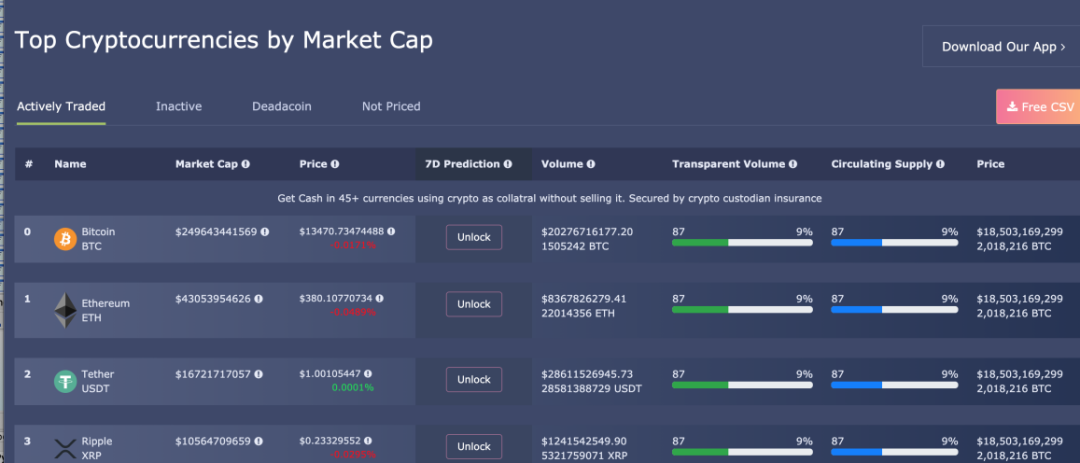 Top Cryptocurrencies by Market Cap
Download Our App ›
Actively Traded Inactive Deadacoin Not Priced
Free CSV
# Name Market Cap Price 7D Prediction Volume Transparent Volume Circulating Supply Price
Get Cash in 45+ currencies using crypto as collatral without selling it. Secured by crypto custodian insurance
0 Bitcoin $249643441569 $13470.73474488 Unlock $20276716177.20 87 9% 87 9% $18,503,169,299
BTC 1505242 BTC 2,018,216 BTC
1 Ethereum $43053954626 $380.10770734 Unlock $8367826279.41 87 9% 87 9% $18,503,169,299
ETH 22014356 ETH 2,018,216 BTC
2 Tether $16721717057 $1.00105447 Unlock $28611526945.73 87 9% 87 9% $18,503,169,299
USDT 0.0001% 28581388729 USDT 2,018,216 BTC
3 Ripple $10564709659 $0.23329552 Unlock $1241542549.90 87 9% 87 9% $18,503,169,299
XRP 5321759071 XRP 2,018,216 BTC